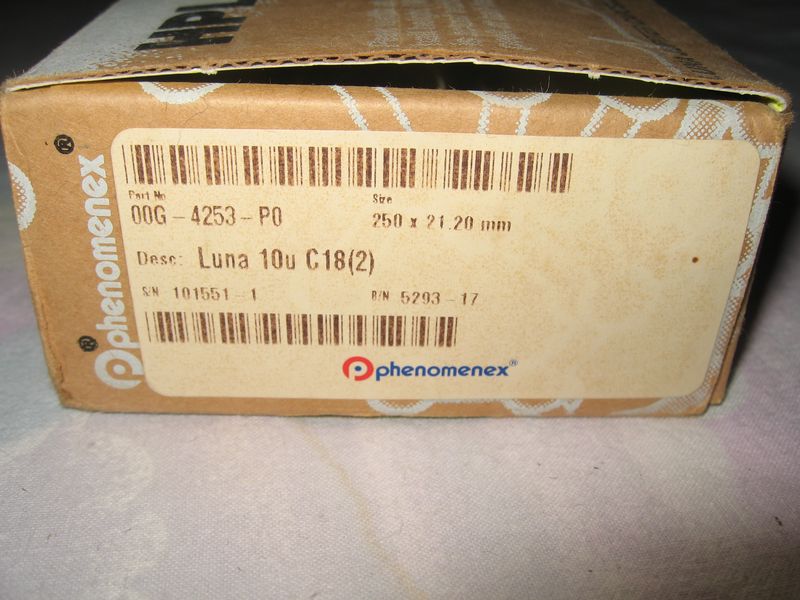 HPL
phenomenex
Part No
00G-4253-P0
Size
250 x 21.20 mm
Desc: Luna 10u C18(2)
S/N 101551-1
B/N 5293-17
phenomenex®